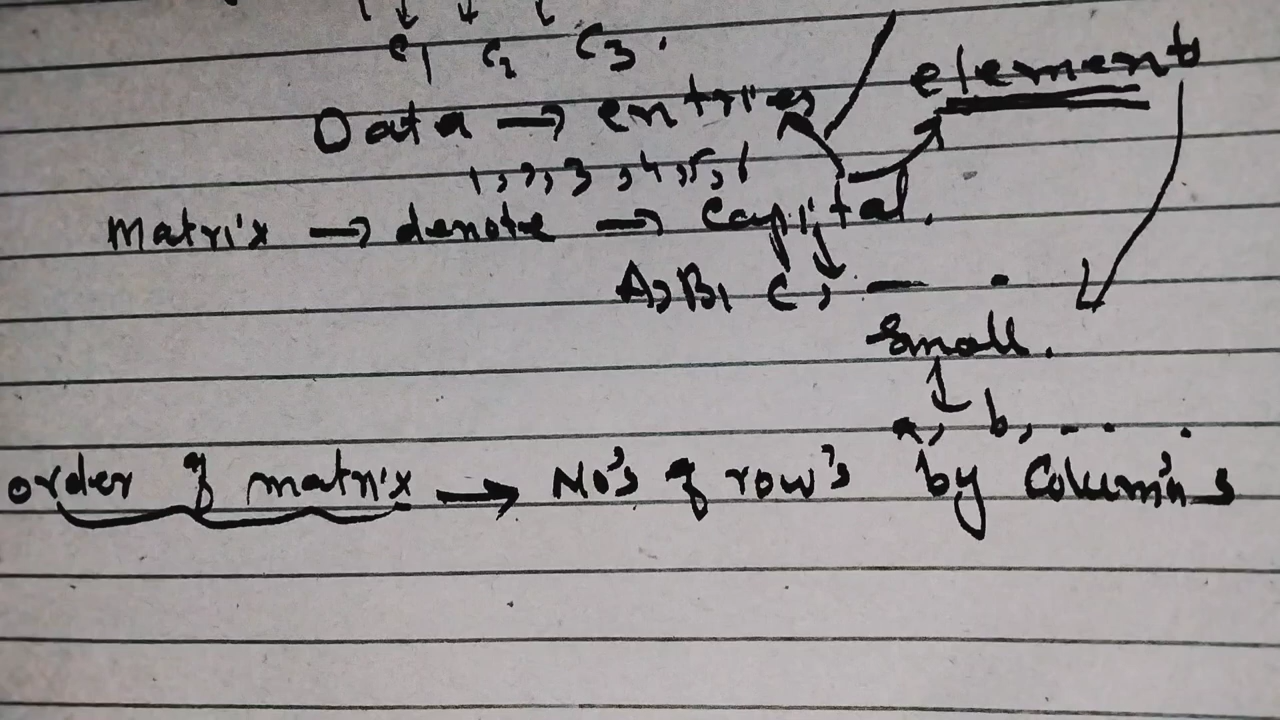 C1 C2 C3.
Data → entries / elements
1, 2, 3, 4, 5, 6
Matrix → denote → Capital.
A, B, C, — .
Small.
a, b, - - .
order of matrix → No's of row's by Column's